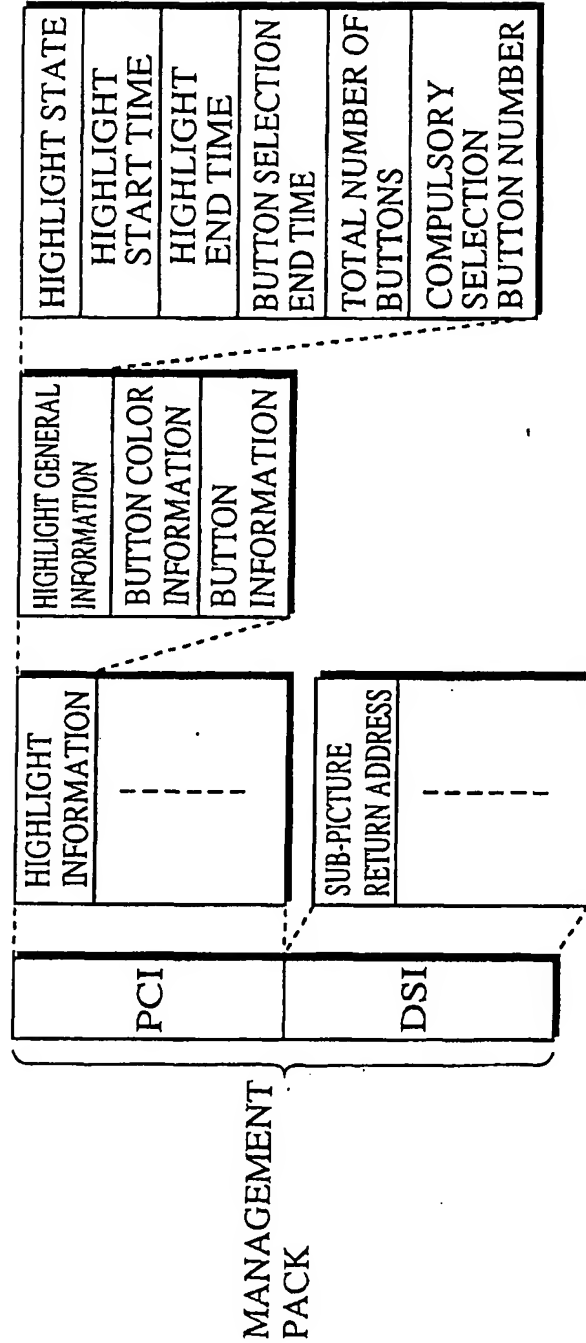 MANAGEMENT
PACK
PCI
DSI
HIGHLIGHT
INFORMATION
SUB-PICTURE
RETURN ADDRESS
HIGHLIGHT GENERAL
INFORMATION
BUTTON COLOR
INFORMATION
BUTTON
INFORMATION
HIGHLIGHT STATE
HIGHLIGHT
START TIME
HIGHLIGHT
END TIME
BUTTON SELECTION
END TIME
TOTAL NUMBER OF
BUTTONS
COMPULSORY
SELECTION
BUTTON NUMBER